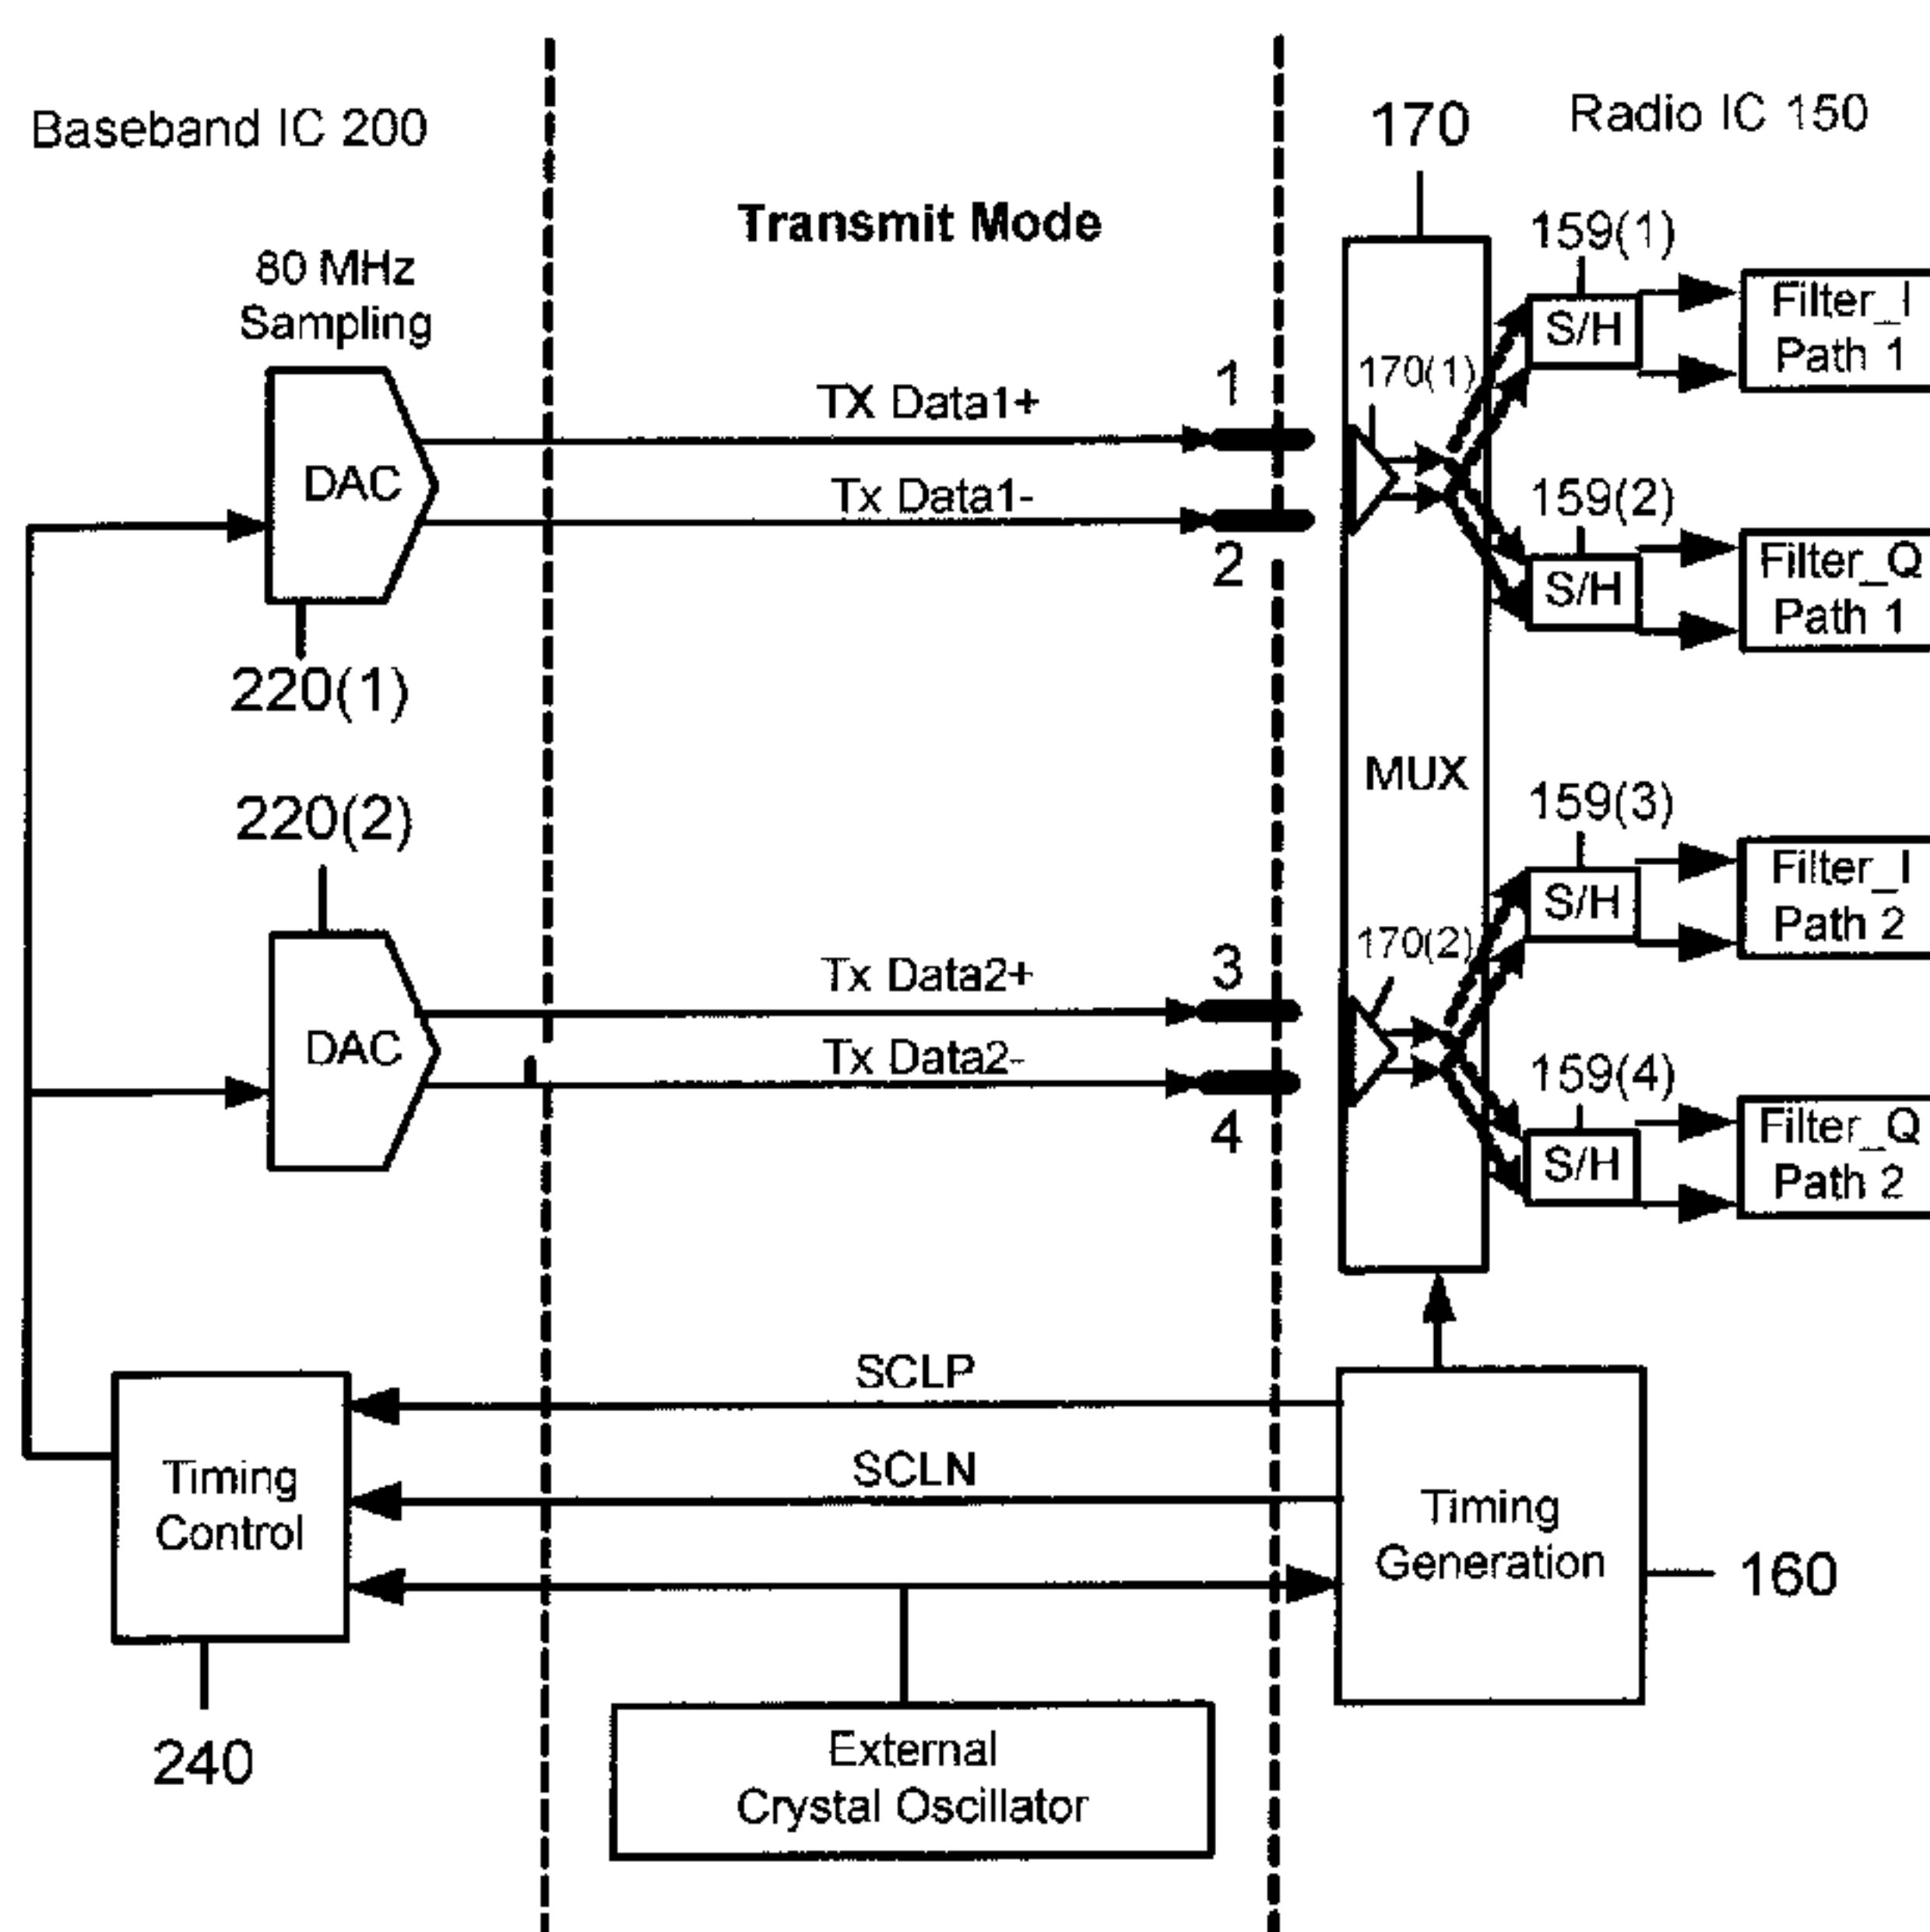 Baseband IC 200
170
Radio IC 150
Transmit Mode
80 MHz
Sampling
159(1)
Filter_I
Path 1
S/H
170(1)
TX Data1+
1
DAC
Tx Data1-
2
159(2)
Filter_Q
Path 1
S/H
220(1)
MUX
220(2)
159(3)
Filter_I
Path 2
S/H
170(2)
Tx Data2+
3
DAC
Tx Data2-
4
159(4)
Filter_Q
Path 2
S/H
SCLP
SCLN
Timing
Control
Timing
Generation
160
240
External
Crystal Oscillator